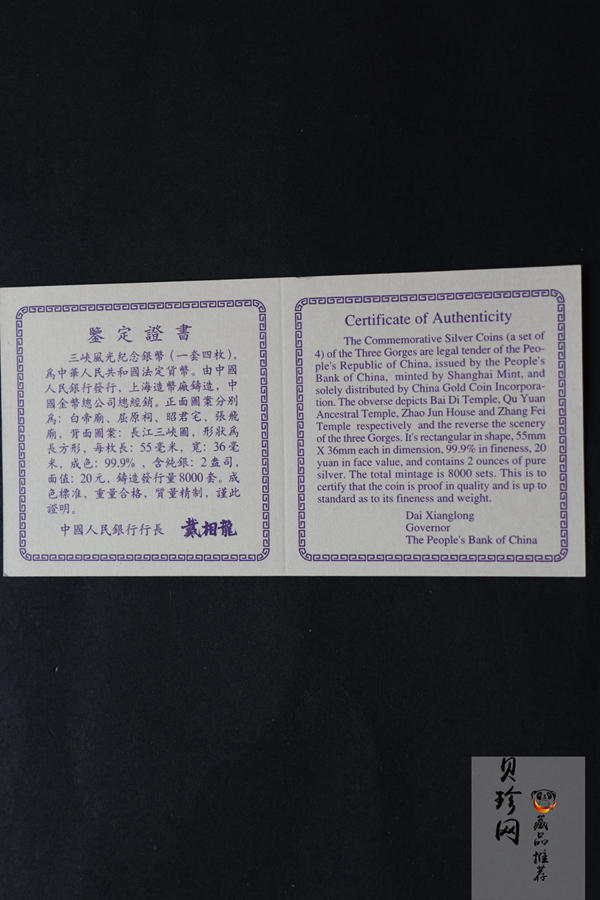 鑒定證書
三峽風光紀念銀幣(一套四枚),
爲中華人民共和國法定貨幣。由中國
人民銀行發行,上海造幣廠鑄造,中
國金幣總公司總經銷。正面圖案分別
爲:白帝廟、屈原祠、昭君宅、張飛
廟,背面圖案:長江三峽圖,形狀爲
長方形,每枚長:55毫米,寬:36毫
米,成色:99.9%,含純銀:2盎司,
面值:20元,鑄造發行量8000套。成
色標准,重量合格,質量精制,謹此
證明。
中國人民銀行行長 戴相龍
Certificate of Authenticity
The Commemorative Silver Coins (a set of
4) of the Three Gorges are legal tender of the Peo-
ple's Republic of China, issued by the People's
Bank of China, minted by Shanghai Mint, and
solely distributed by China Gold Coin Incorpora-
tion. The obverse depicts Bai Di Temple, Qu Yuan
Ancestral Temple, Zhao Jun House and Zhang Fei
Temple respectively and the reverse the scenery
of the three Gorges. It's rectangular in shape, 55mm
X 36mm each in dimension, 99.9% in fineness, 20
yuan in face value, and contains 2 ounces of pure
silver. The total mintage is 8000 sets. This is to
certify that the coin is proof in quality and is up to
standard as to its fineness and weight.
Dai Xianglong
Governor
The People's Bank of China
贝珍网
藏品推荐